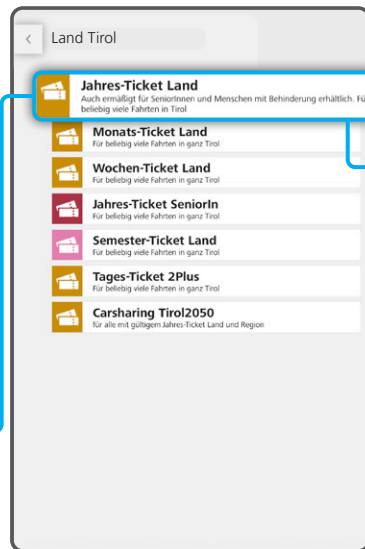 Land Tirol
Jahres-Ticket Land
Auch ermäßigt für SeniorInnen und Menschen mit Behinderung erhältlich. Fü
beliebig viele Fahrten in Tirol
Monats-Ticket Land
Für beliebig viele Fahrten in ganz Tirol
Wochen-Ticket Land
Für beliebig viele Fahrten in ganz Tirol
Jahres-Ticket SeniorIn
Für beliebig viele Fahrten in ganz Tirol
Semester-Ticket Land
Für beliebig viele Fahrten in ganz Tirol
Tages-Ticket 2Plus
Für beliebig viele Fahrten in ganz Tirol
Carsharing Tirol2050
für alle mit gültigem Jahres-Ticket Land und Region